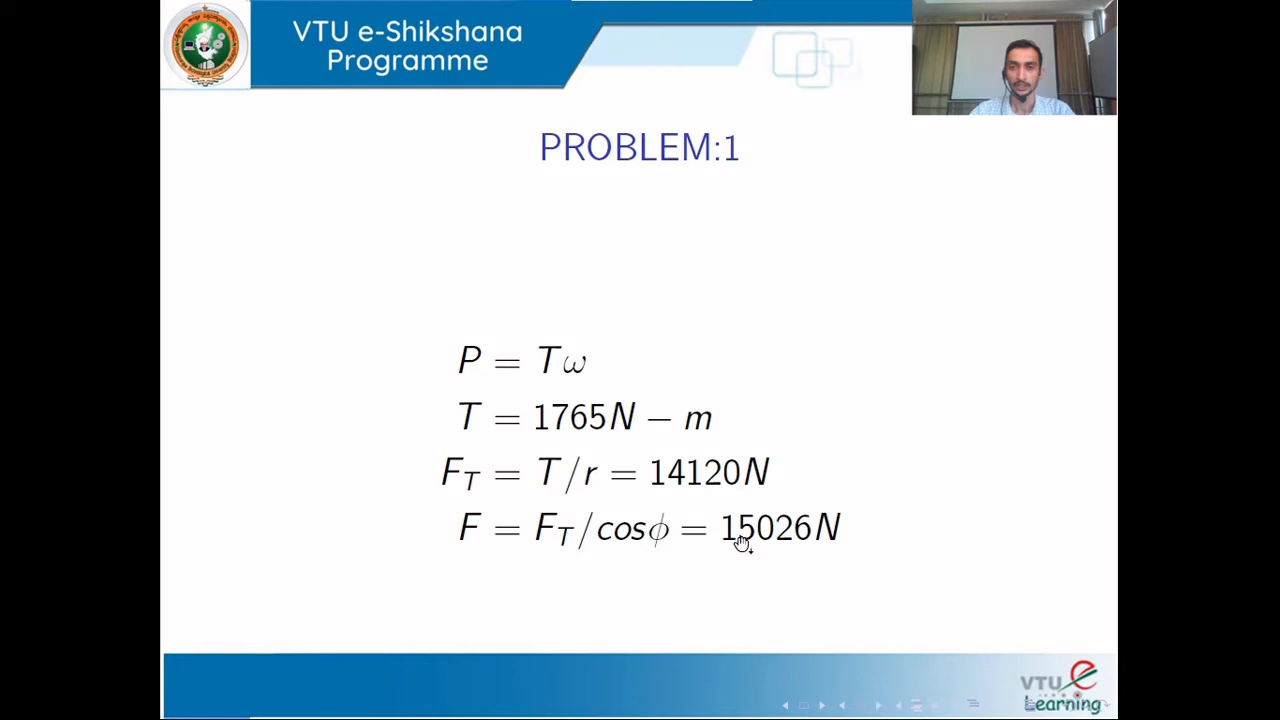 VTU e-Shikshana
Programme
PROBLEM:1
P = Tω
T = 1765N − m
F_T = T/r = 14120N
F = F_T/cosϕ = 15026N
VTU e
Learning